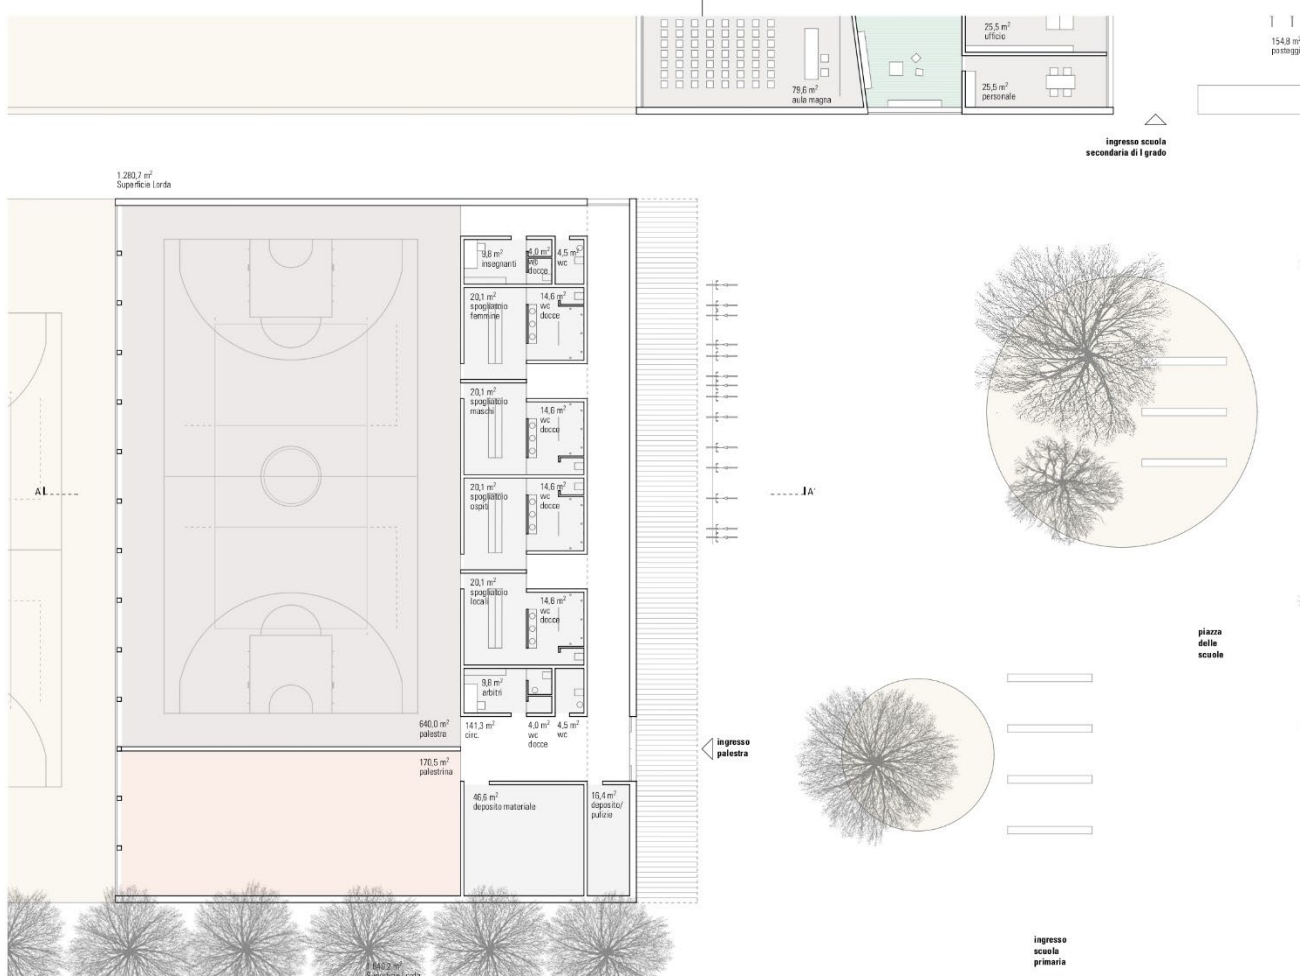 25,5 m²
ufficio
154,8 m²
posteggi
79,6 m²
aula magna
25,5 m²
personale
ingresso scuola
secondaria di I grado
1.280,7 m²
Superficie Lorda
9,8 m²
insegnanti
4,0 m²
wc
docce
4,5 m²
wc
20,1 m²
spogliatoio
femmine
14,6 m²
wc
docce
20,1 m²
spogliatoio
maschi
14,6 m²
wc
docce
A'
A'
20,1 m²
spogliatoio
ospiti
14,6 m²
wc
docce
20,1 m²
spogliatoio
locali
14,6 m²
wc
docce
piazza
delle
scuole
9,8 m²
arbitri
640,0 m²
palestra
141,3 m²
circ.
4,0 m²
wc
docce
4,5 m²
wc
ingresso
palestra
170,5 m²
palestrina
46,6 m²
deposito materiale
16,4 m²
deposito/
pulizie
ingresso
scuola
primaria
Superficie Lorda